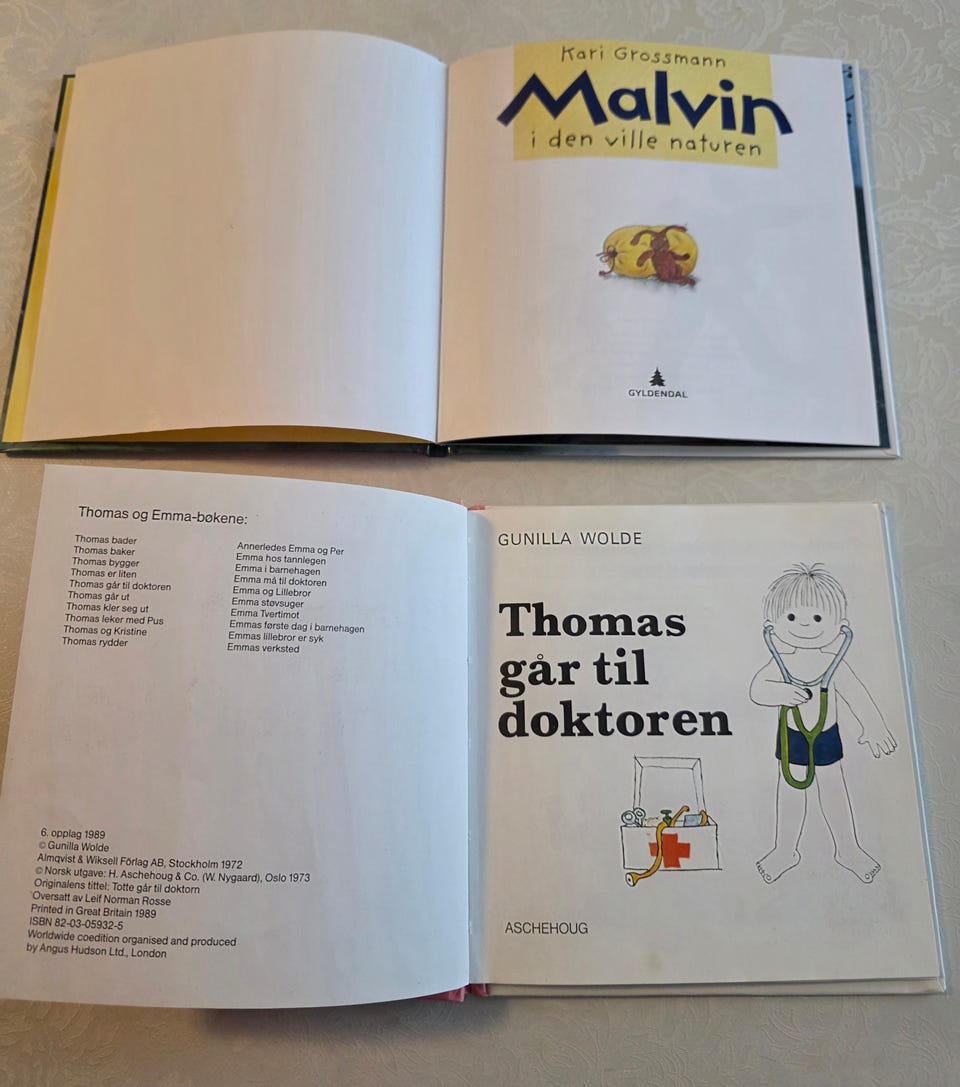 Kari Grossmann
Malvin
i den ville naturen
GYLDENDAL
Thomas og Emma-bøkene:
Thomas bader
Thomas baker
Thomas bygger
Thomas er liten
Thomas går til doktoren
Thomas går ut
Thomas kler seg ut
Thomas leker med Pus
Thomas og Kristine
Thomas rydder
Annerledes Emma og Per
Emma hos tannlegen
Emma i barnehagen
Emma må til doktoren
Emma og Lillebror
Emma støvsuger
Emma Tvertimot
Emmas første dag i barnehagen
Emmas lillebror er syk
Emmas verksted
6. opplag 1989
© Gunilla Wolde
Almqvist & Wiksell Förlag AB, Stockholm 1972
© Norsk utgave: H. Aschehoug & Co. (W. Nygaard), Oslo 1973
Originalens tittel: Totte går til doktorn
Oversatt av Leif Norman Rosse
Printed in Great Britain 1989
ISBN 82-03-05932-5
Worldwide coedition organised and produced
by Angus Hudson Ltd., London
GUNILLA WOLDE
Thomas
går til
doktoren
ASCHEHOUG